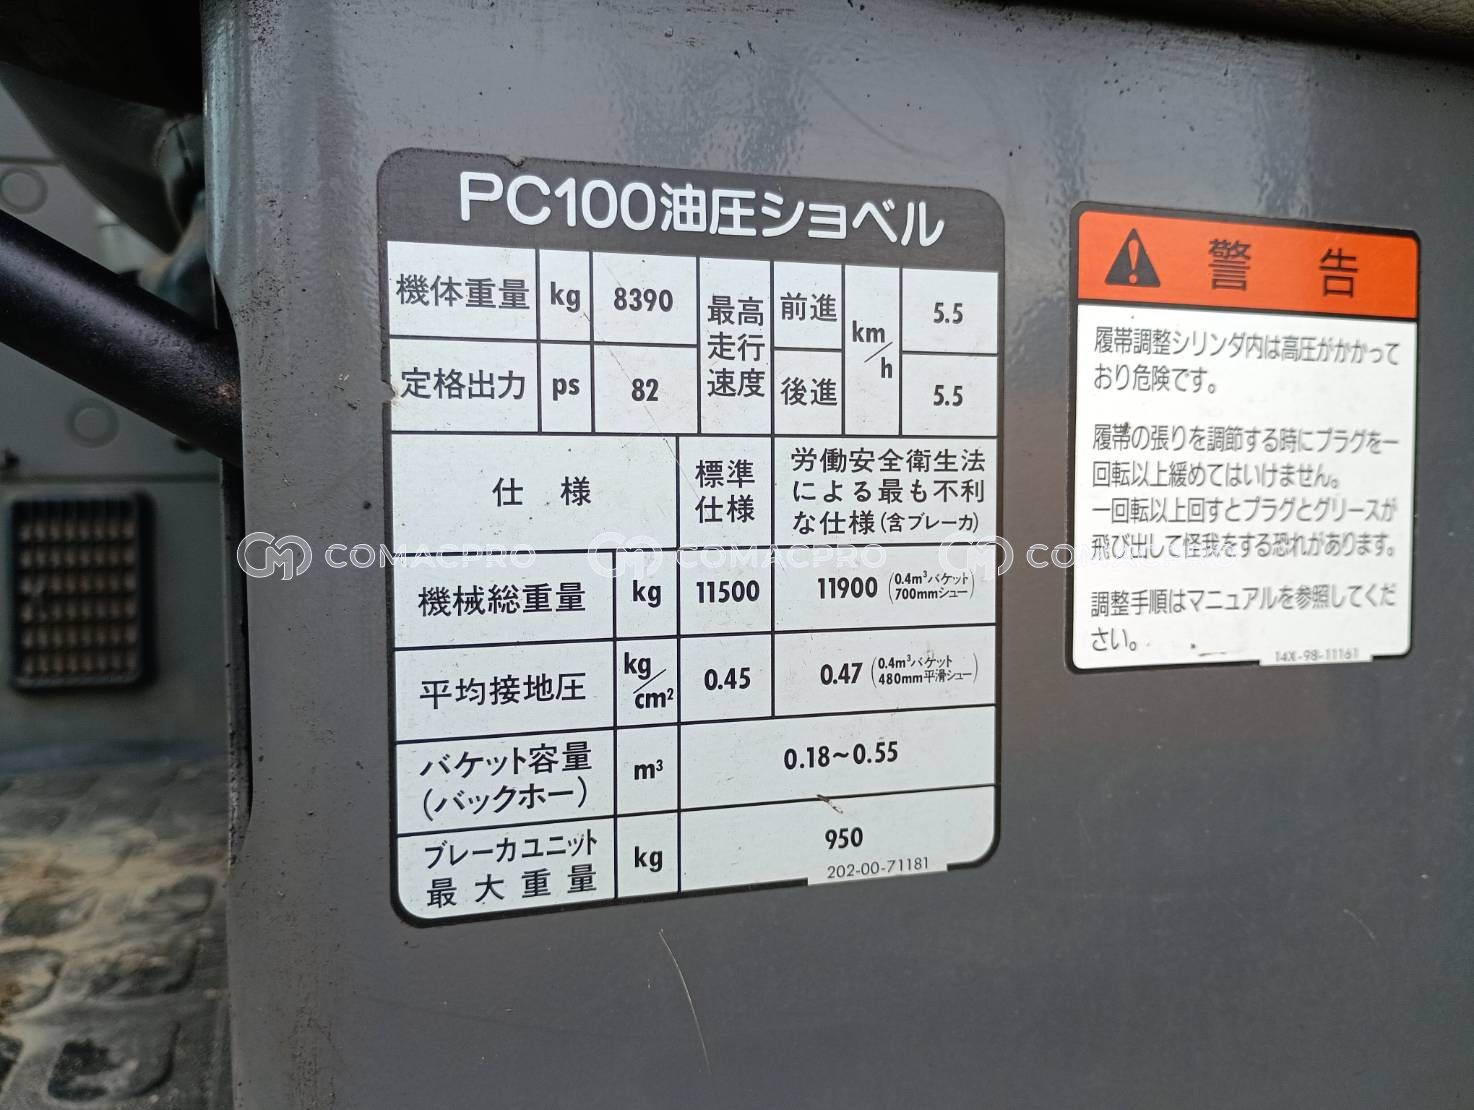 PC100油圧ショベル
機体重量 kg 8390 最高走行速度 前進 km/h 5.5
定格出力 ps 82 後進 5.5
仕 様 標準仕様 労働安全衛生法による最も不利な仕様(含ブレーカ)
機械総重量 kg 11500 11900 (0.4m³バケット 700mmシュー)
平均接地圧 kg/cm² 0.45 0.47 (0.4m³バケット 480mm平滑シュー)
バケット容量(バックホー) m³ 0.18~0.55
ブレーカユニット最大重量 kg 950
202-00-71181
警 告
履帯調整シリンダ内は高圧がかかって
おり危険です。
履帯の張りを調節する時にプラグを一
回転以上緩めてはいけません。
一回転以上回すとプラグとグリースが
飛び出して怪我をする恐れがあります。
調整手順はマニュアルを参照してくだ
さい。
14X-98-11161
COMACPRO COMACPRO COMACPRO